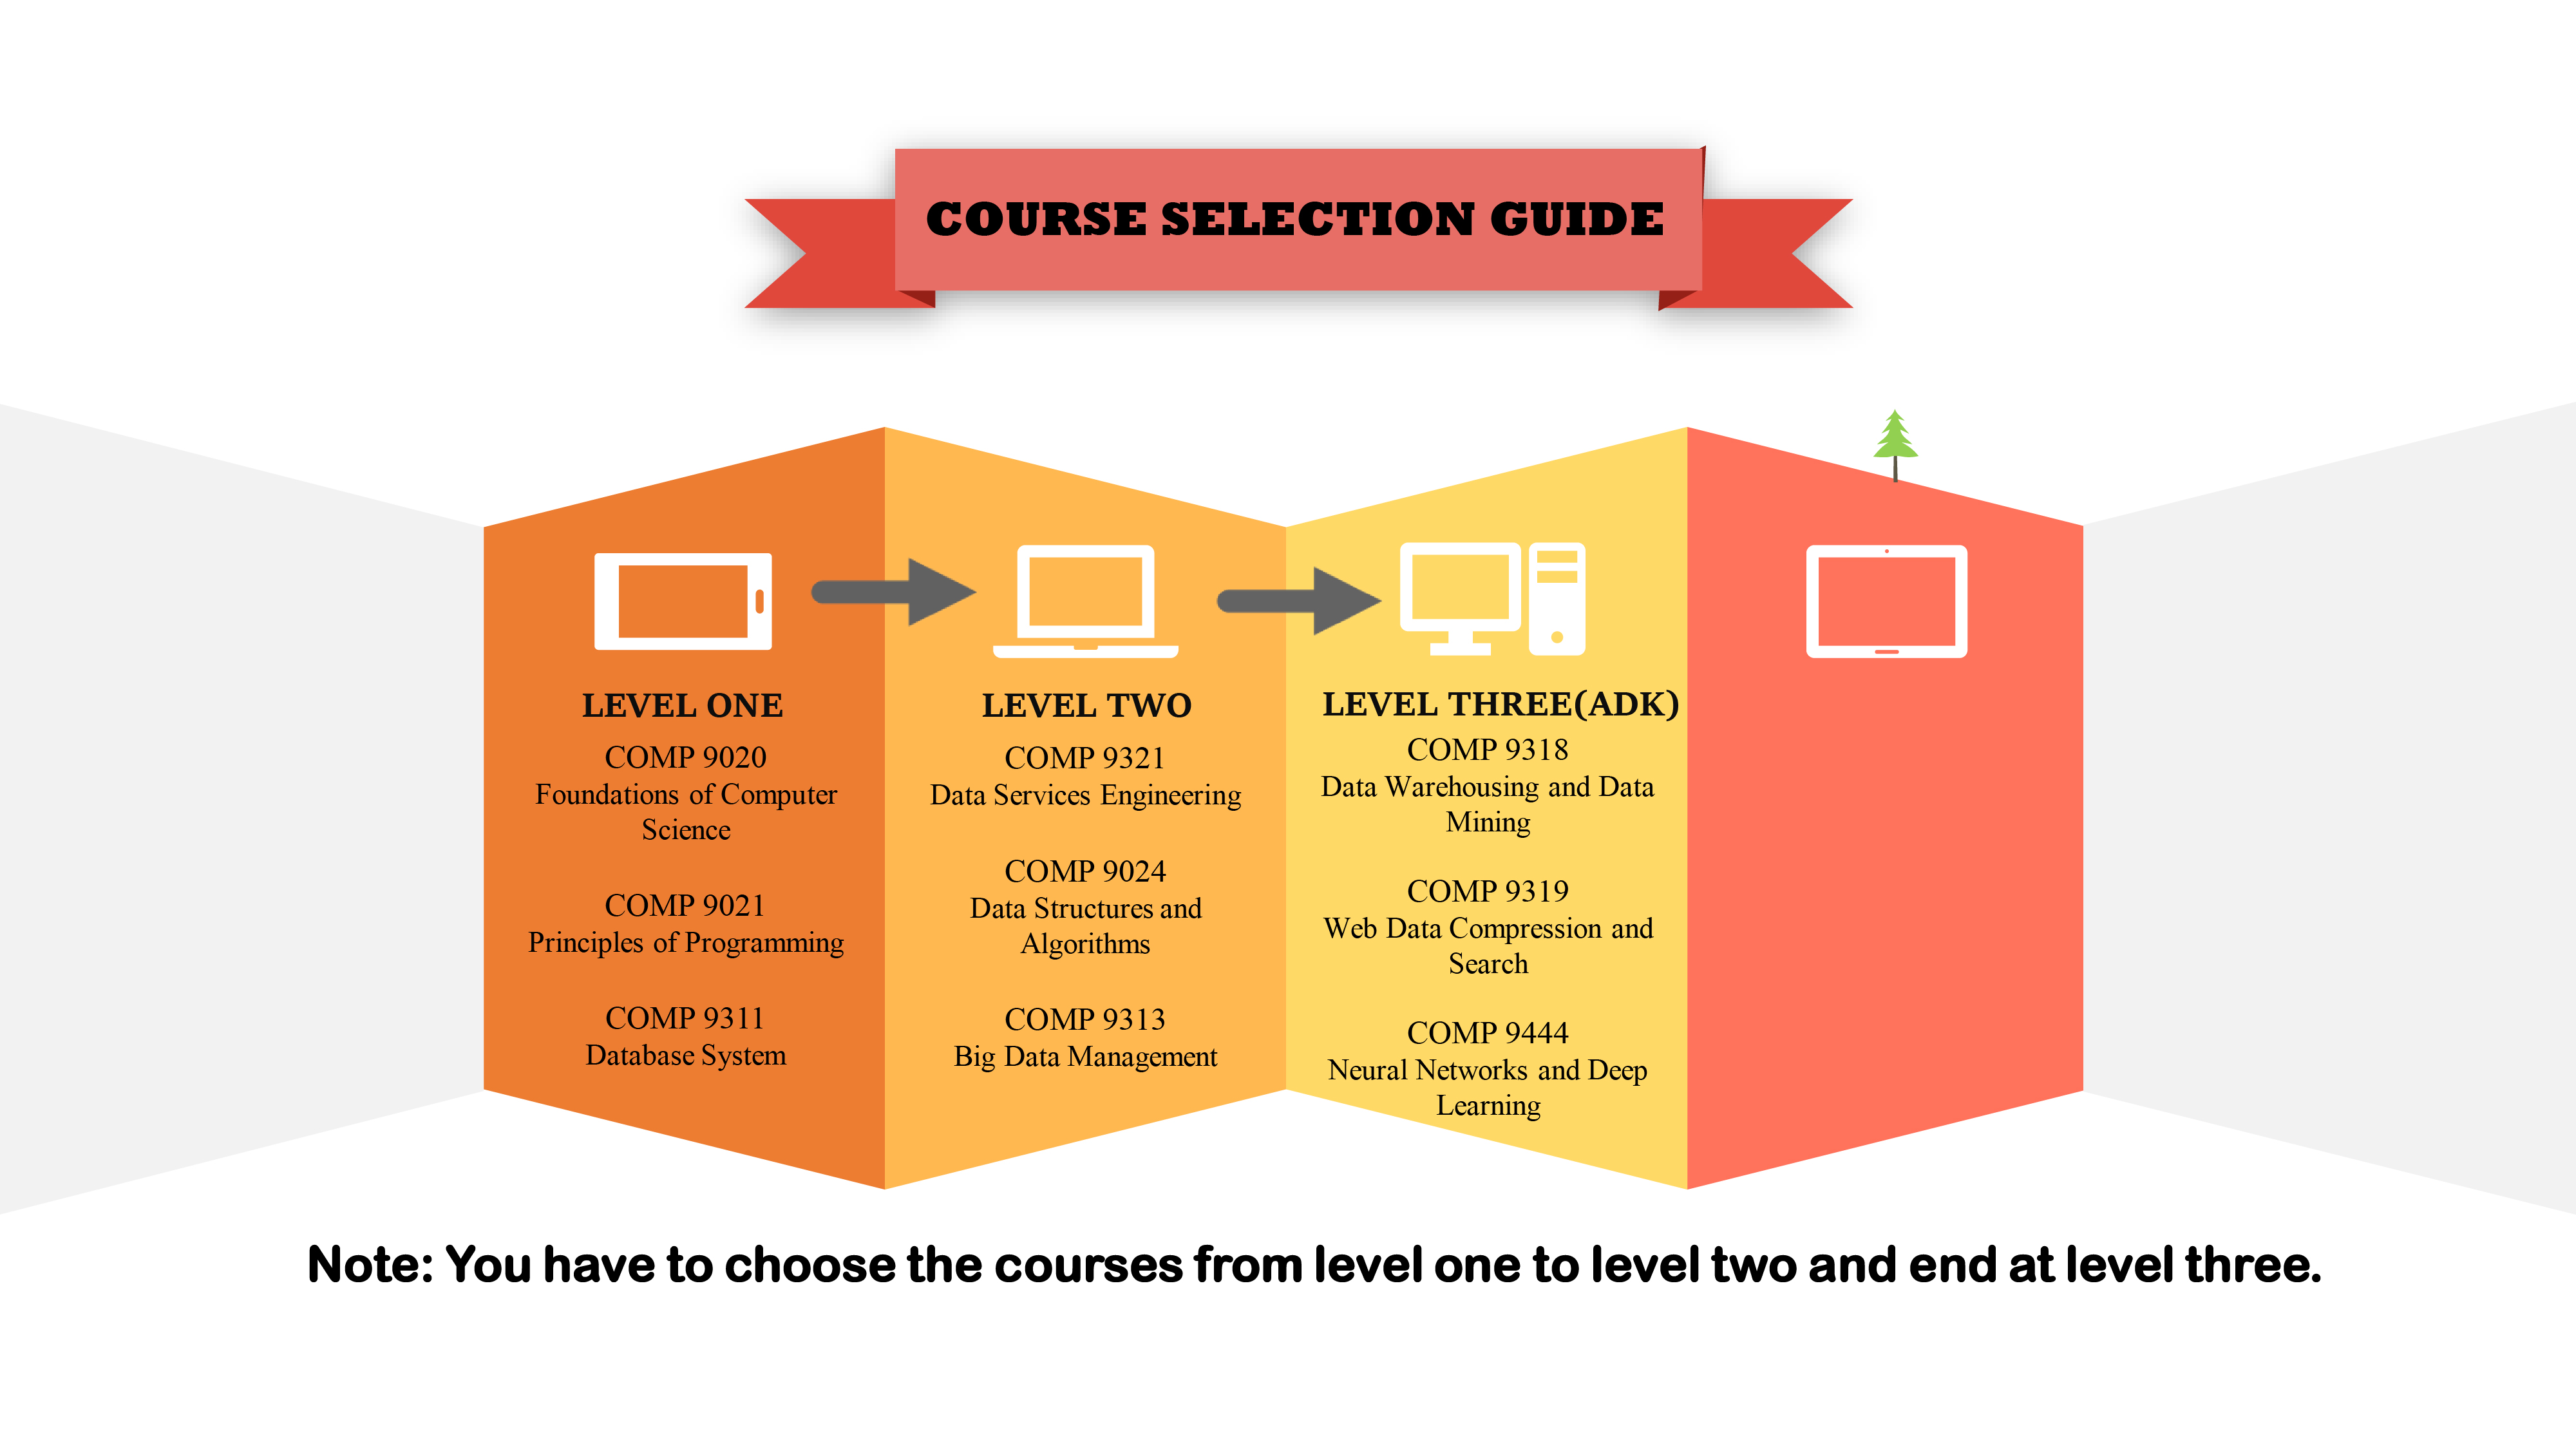 COURSE SELECTION GUIDE
LEVEL ONE
COMP 9020
Foundations of Computer
Science
COMP 9021
Principles of Programming
COMP 9311
Database System
LEVEL TWO
COMP 9321
Data Services Engineering
COMP 9024
Data Structures and
Algorithms
COMP 9313
Big Data Management
LEVEL THREE(ADK)
COMP 9318
Data Warehousing and Data
Mining
COMP 9319
Web Data Compression and
Search
COMP 9444
Neural Networks and Deep
Learning
Note: You have to choose the courses from level one to level two and end at level three.